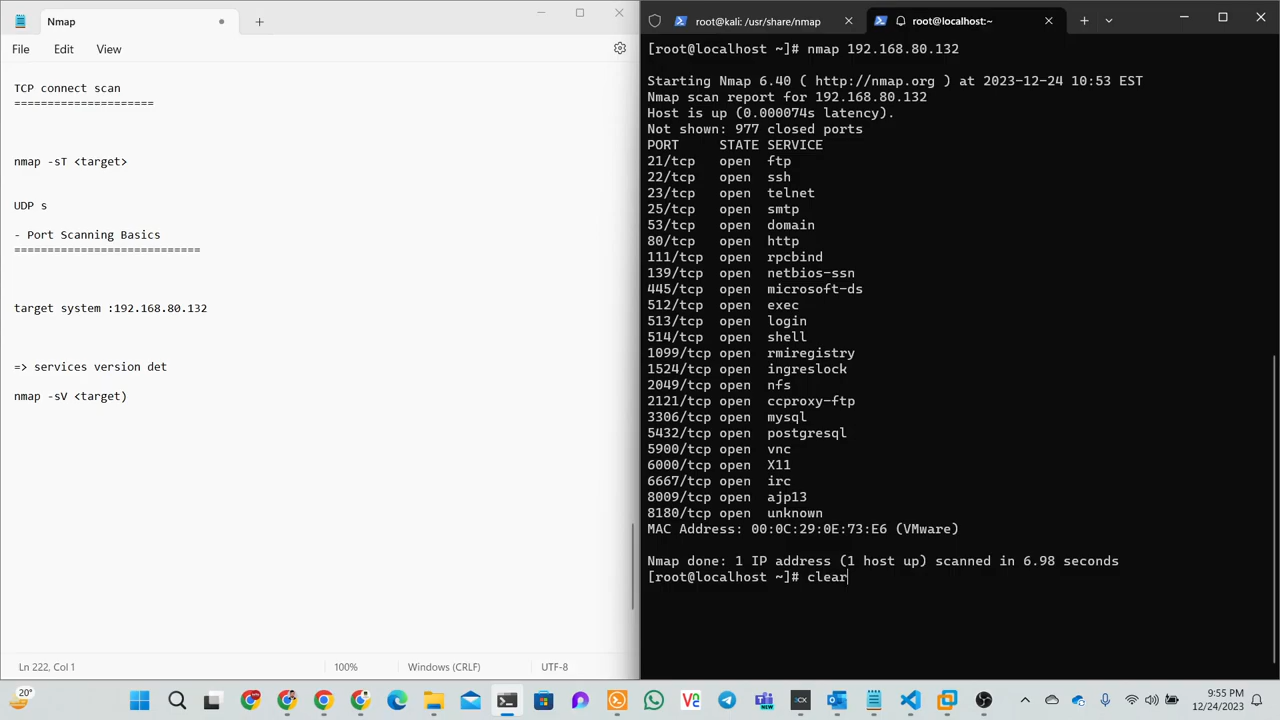 Nmap
File Edit View
TCP connect scan
=====================
nmap -sT <target>
UDP s
- Port Scanning Basics
============================
target system :192.168.80.132
=> services version det
nmap -sV <target)
Ln 222, Col 1
100%
Windows (CRLF)
UTF-8
root@kali: /usr/share/nmap
root@localhost:~
[root@localhost ~]# nmap 192.168.80.132
Starting Nmap 6.40 ( http://nmap.org ) at 2023-12-24 10:53 EST
Nmap scan report for 192.168.80.132
Host is up (0.000074s latency).
Not shown: 977 closed ports
PORT STATE SERVICE
21/tcp open ftp
22/tcp open ssh
23/tcp open telnet
25/tcp open smtp
53/tcp open domain
80/tcp open http
111/tcp open rpcbind
139/tcp open netbios-ssn
445/tcp open microsoft-ds
512/tcp open exec
513/tcp open login
514/tcp open shell
1099/tcp open rmiregistry
1524/tcp open ingreslock
2049/tcp open nfs
2121/tcp open ccproxy-ftp
3306/tcp open mysql
5432/tcp open postgresql
5900/tcp open vnc
6000/tcp open X11
6667/tcp open irc
8009/tcp open ajp13
8180/tcp open unknown
MAC Address: 00:0C:29:0E:73:E6 (VMware)
Nmap done: 1 IP address (1 host up) scanned in 6.98 seconds
[root@localhost ~]# clear
20°
9:55 PM
12/24/2023